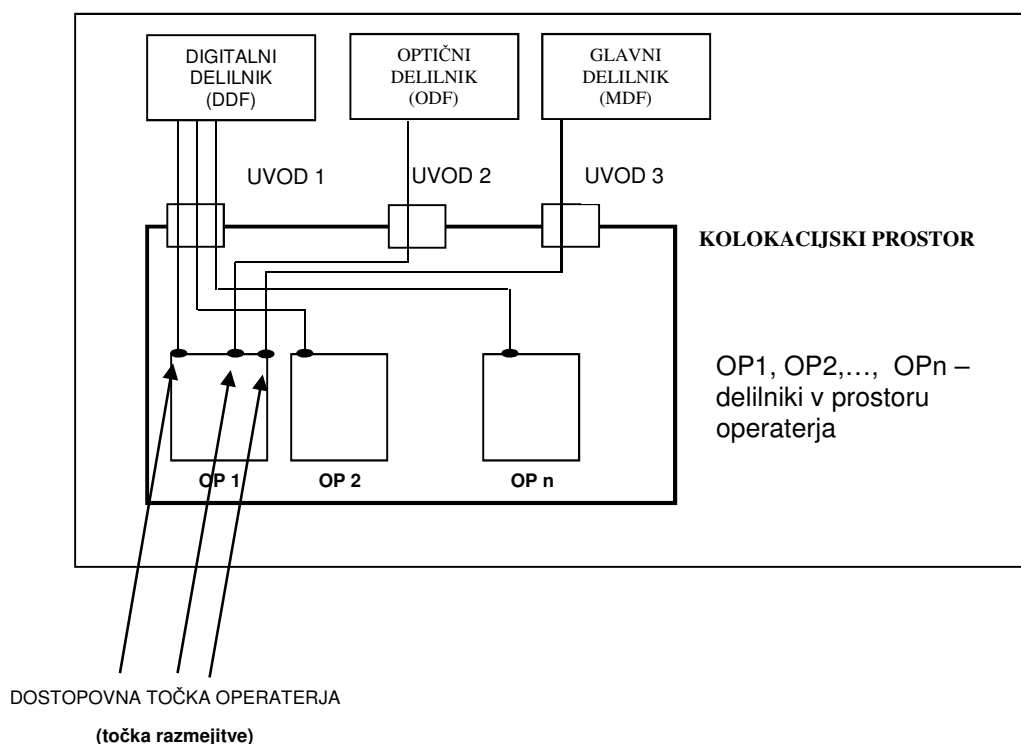 DIGITALNI
DELILNIK
(DDF)
OPTIČNI
DELILNIK
(ODF)
GLAVNI
DELILNIK
(MDF)
UVOD 1
UVOD 2
UVOD 3
KOLOKACIJSKI PROSTOR
OP1, OP2,…, OPn –
delilniki v prostoru
operaterja
OP 1
OP 2
OP n
DOSTOPOVNA TOČKA OPERATERJA
(točka razmejitve)